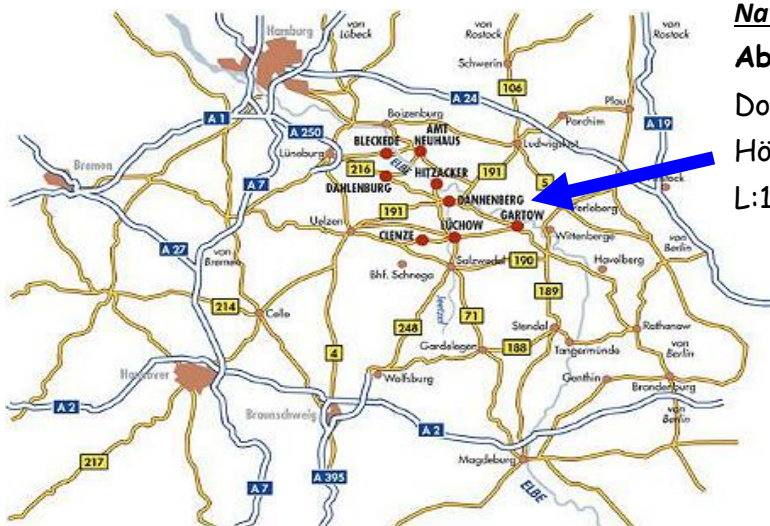 Na
Ab
Do
Hö
L:1
Hamburg
von
Lübeck
von
Rostock
von
Rostock
Schwerin
106
A 24
Plau
A 1
Boizenburg
Parchim
A 19
A 250
AMT
NEUHAUS
BLECKEDE
Lüneburg
ELBE
Ludwigslust
Bremen
216
HITZACKER
191
A 7
DAHLENBURG
5
DANNENBERG
191
GARTOW
Uelzen
LÜCHOW
Wittenberge
CLENZE
A 27
von
Bremen
Salzwedel
190
Havelberg
von
Berlin
Bhf. Schnega
Jeetzel
189
214
Celle
71
248
Stendal
Rathenow
4
Gardelegen
188
Tangermünde
von
Berlin
Hannover
Wolfsburg
Genthin
Brandenburg
A 2
Braunschweig
von
Berlin
A 2
217
Magdeburg
A 395
A 7
ELBE